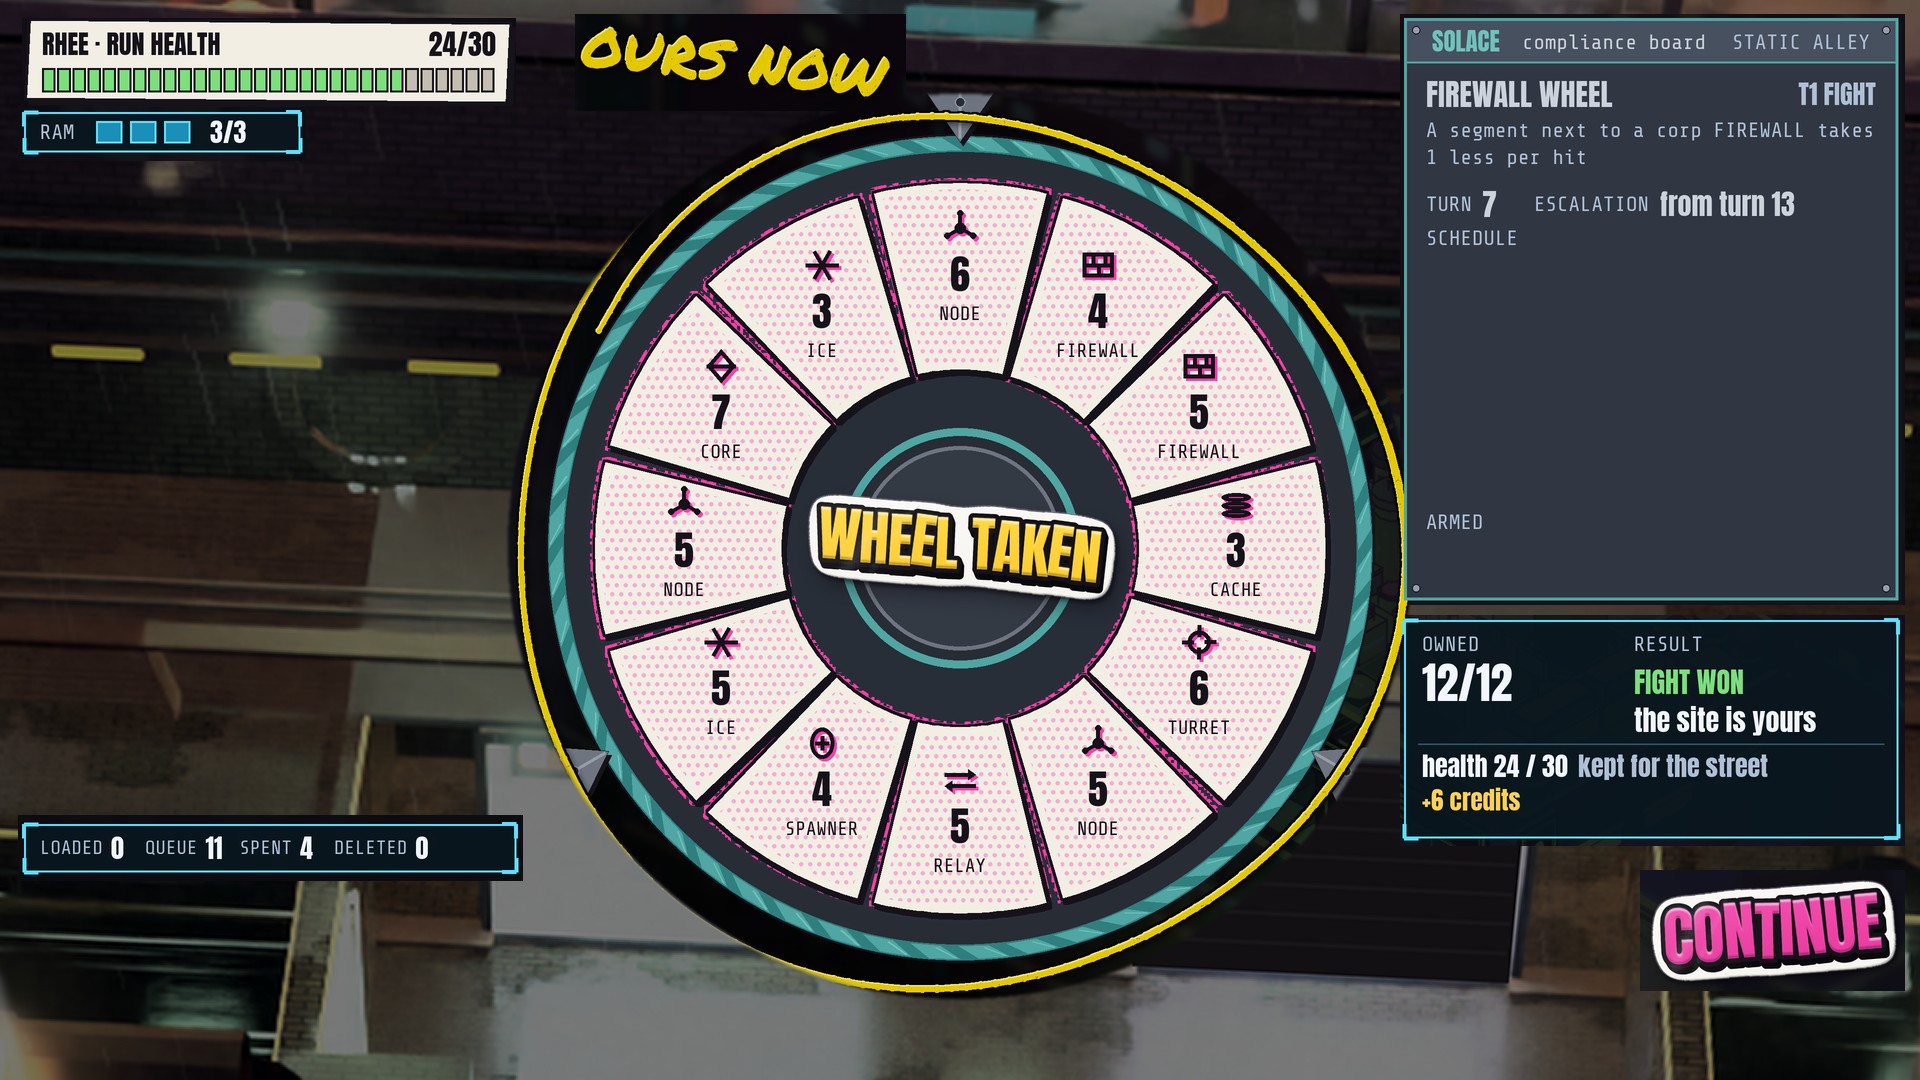 RHEE · RUN HEALTH 24/30
RAM 3/3
OURS NOW
SOLACE compliance board STATIC ALLEY
FIREWALL WHEEL T1 FIGHT
A segment next to a corp FIREWALL takes
1 less per hit
TURN 7 ESCALATION from turn 13
SCHEDULE
ARMED
6
NODE
4
FIREWALL
5
FIREWALL
3
CACHE
6
TURRET
5
NODE
5
RELAY
4
SPAWNER
5
ICE
5
NODE
7
CORE
3
ICE
WHEEL TAKEN
OWNED
12/12
RESULT
FIGHT WON
the site is yours
health 24 / 30 kept for the street
+6 credits
LOADED 0 QUEUE 11 SPENT 4 DELETED 0
CONTINUE